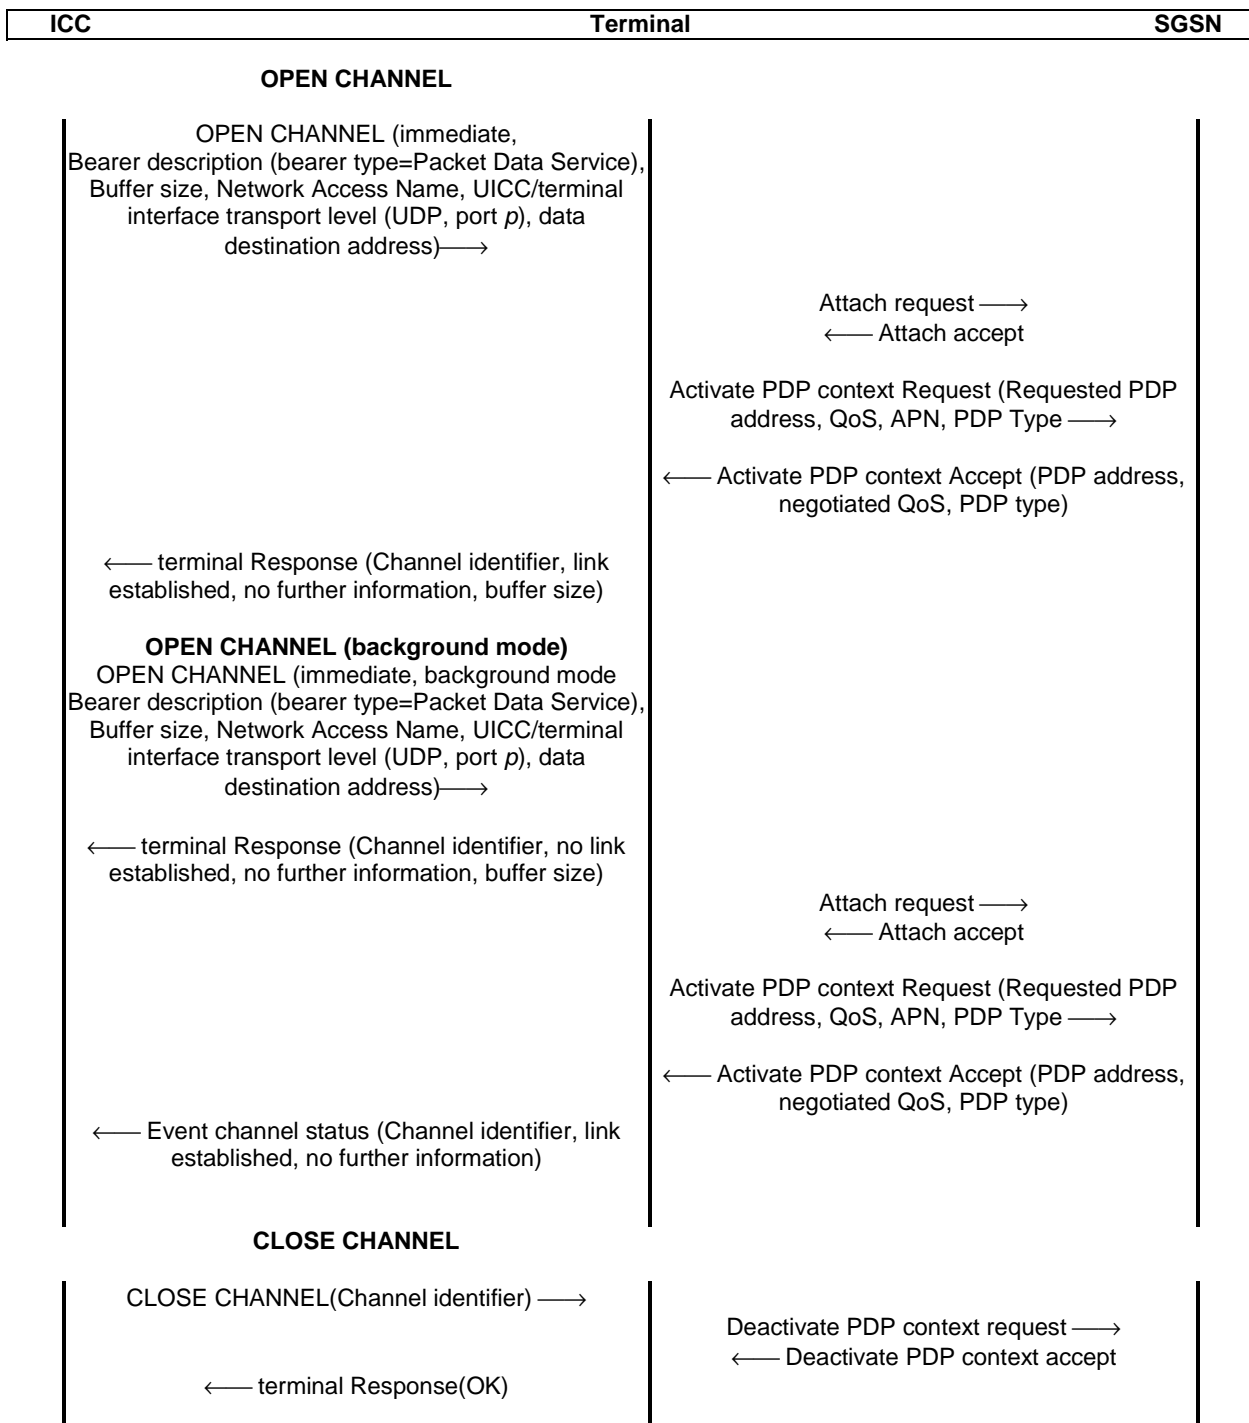 ICC Terminal SGSN
OPEN CHANNEL
OPEN CHANNEL (immediate,
Bearer description (bearer type=Packet Data Service),
Buffer size, Network Access Name, UICC/terminal
interface transport level (UDP, port p), data
destination address)⟶
Attach request ⟶
⟵ Attach accept
Activate PDP context Request (Requested PDP
address, QoS, APN, PDP Type ⟶
⟵ Activate PDP context Accept (PDP address,
negotiated QoS, PDP type)
⟵ terminal Response (Channel identifier, link
established, no further information, buffer size)
OPEN CHANNEL (background mode)
OPEN CHANNEL (immediate, background mode
Bearer description (bearer type=Packet Data Service),
Buffer size, Network Access Name, UICC/terminal
interface transport level (UDP, port p), data
destination address)⟶
⟵ terminal Response (Channel identifier, no link
established, no further information, buffer size)
Attach request ⟶
⟵ Attach accept
Activate PDP context Request (Requested PDP
address, QoS, APN, PDP Type ⟶
⟵ Activate PDP context Accept (PDP address,
negotiated QoS, PDP type)
⟵ Event channel status (Channel identifier, link
established, no further information)
CLOSE CHANNEL
CLOSE CHANNEL(Channel identifier) ⟶
Deactivate PDP context request ⟶
⟵ Deactivate PDP context accept
⟵ terminal Response(OK)